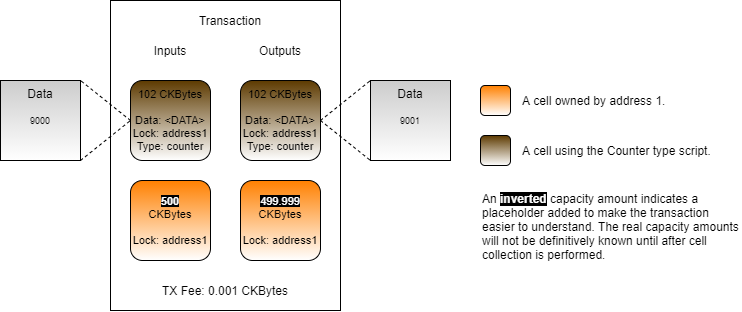 Transaction
Inputs
Outputs
Data
9000
102 CKBytes
Data: <DATA>
Lock: address1
Type: counter
102 CKBytes
Data: <DATA>
Lock: address1
Type: counter
Data
9001
500
CKBytes
Lock: address1
499.999
CKBytes
Lock: address1
TX Fee: 0.001 CKBytes
A cell owned by address 1.
A cell using the Counter type script.
An inverted capacity amount indicates a
placeholder added to make the transaction
easier to understand. The real capacity amounts
will not be definitively known until after cell
collection is performed.